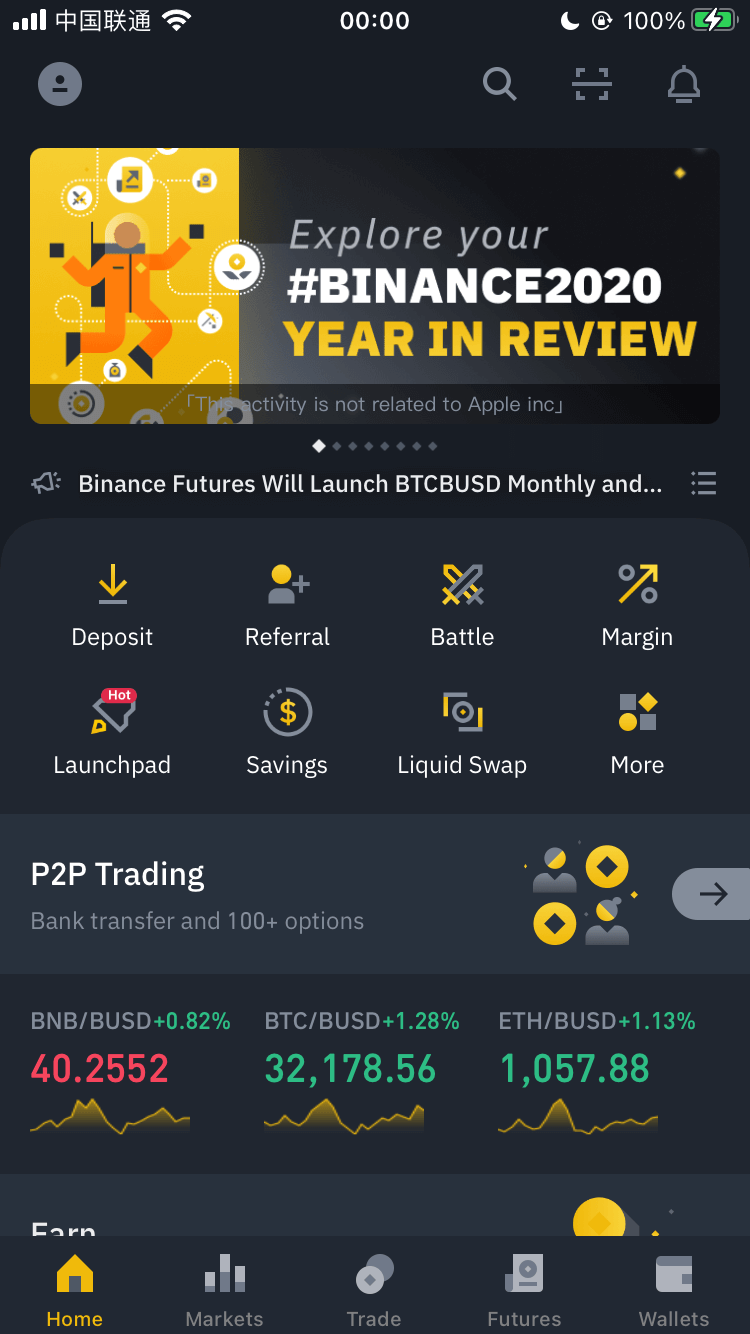 中国联通 00:00 100%
Explore your
#BINANCE2020
YEAR IN REVIEW
「This activity is not related to Apple inc」
Binance Futures Will Launch BTCBUSD Monthly and...
Deposit Referral Battle Margin
Hot
Launchpad Savings Liquid Swap More
P2P Trading
Bank transfer and 100+ options
BNB/BUSD+0.82% BTC/BUSD+1.28% ETH/BUSD+1.13%
40.2552 32,178.56 1,057.88
Earn
Home Markets Trade Futures Wallets